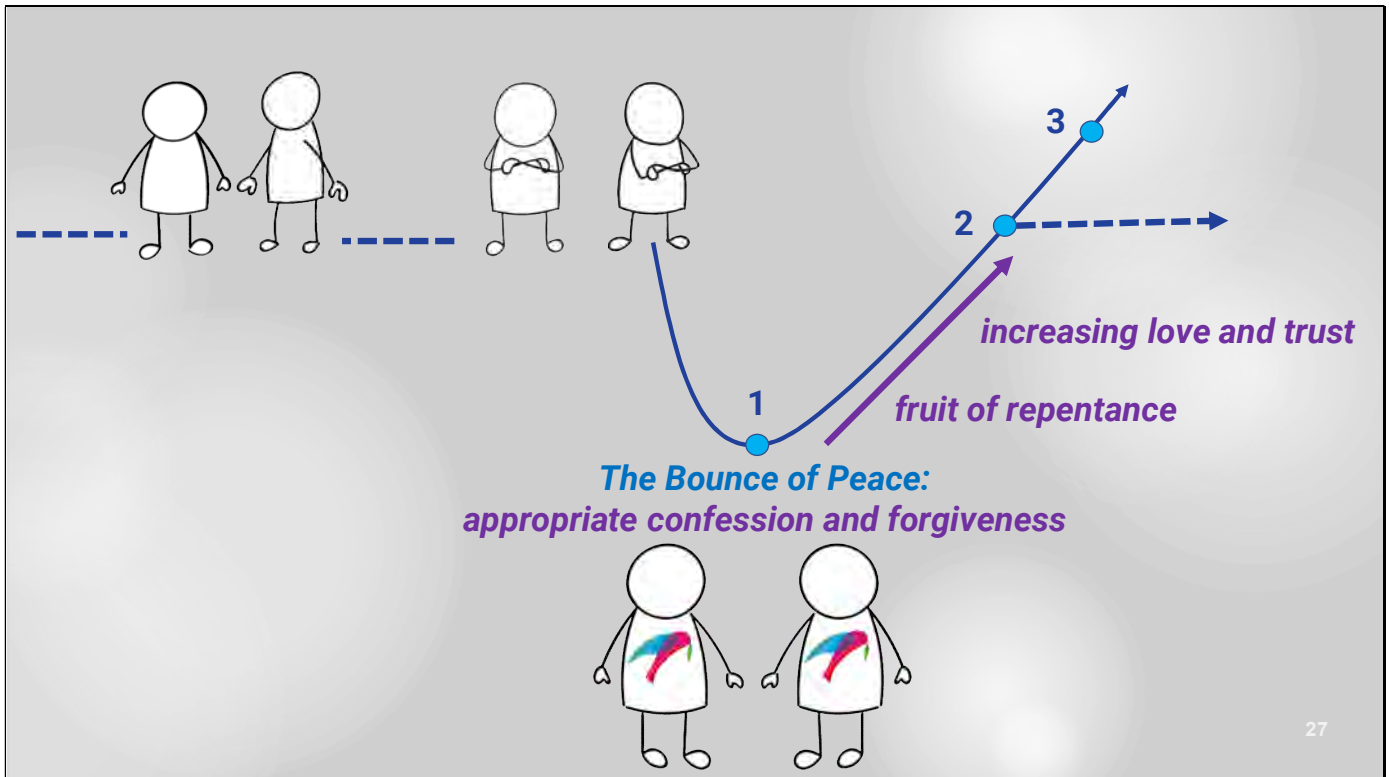 3
2
increasing love and trust
fruit of repentance
1
The Bounce of Peace:
appropriate confession and forgiveness
27